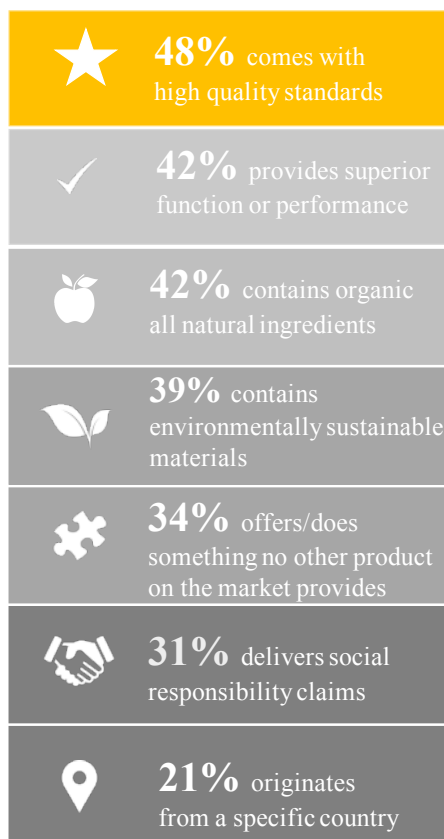 48% comes with
high quality standards
42% provides superior
function or performance
42% contains organic
all natural ingredients
39% contains
environmentally sustainable
materials
34% offers/does
something no other product
on the market provides
31% delivers social
responsibility claims
21% originates
from a specific country